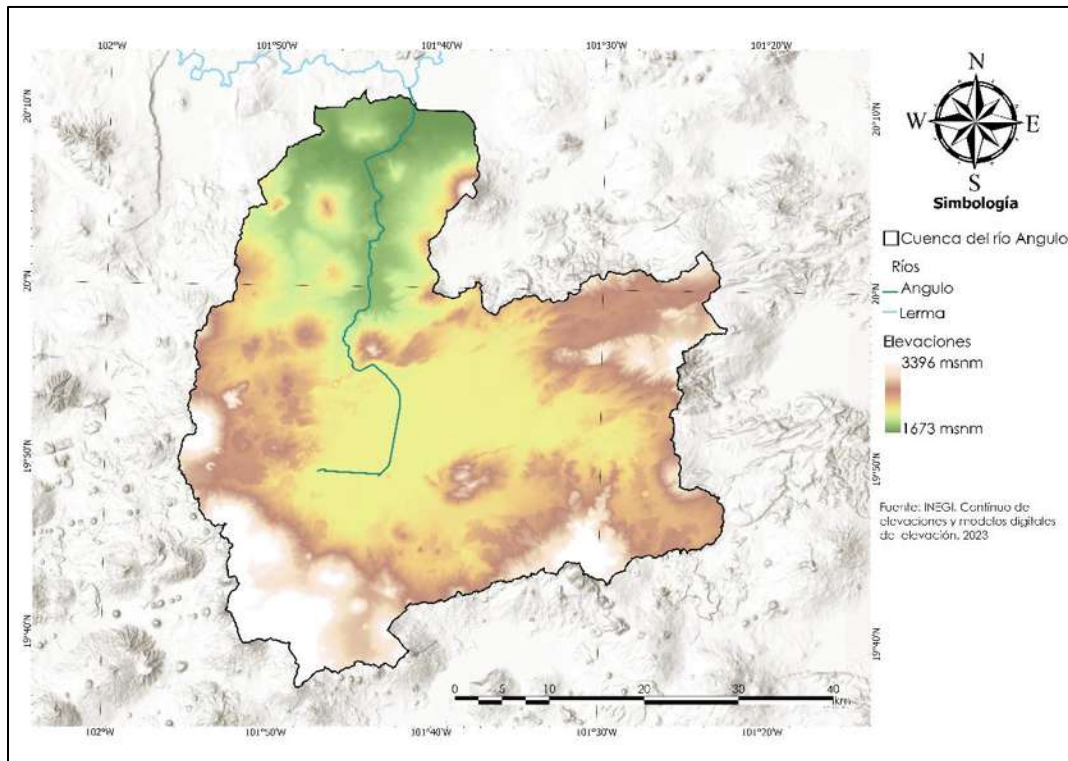 102°W 101°50'W 101°40'W 101°30'W 101°20'W
20°10'N 20°10'N
20°N 20°N
19°50'N 19°50'N
19°40'N 19°40'N
102°W 101°50'W 101°40'W 101°30'W 101°20'W
0 5 10 20 30 40
km
N
W E
S
Simbología
Cuenca del río Angulo
Ríos
Angulo
Lerma
Elevaciones
3396 msnm
1673 msnm
Fuente: INEGI. Continuo de
elevaciones y modelos digitales
de elevación, 2023